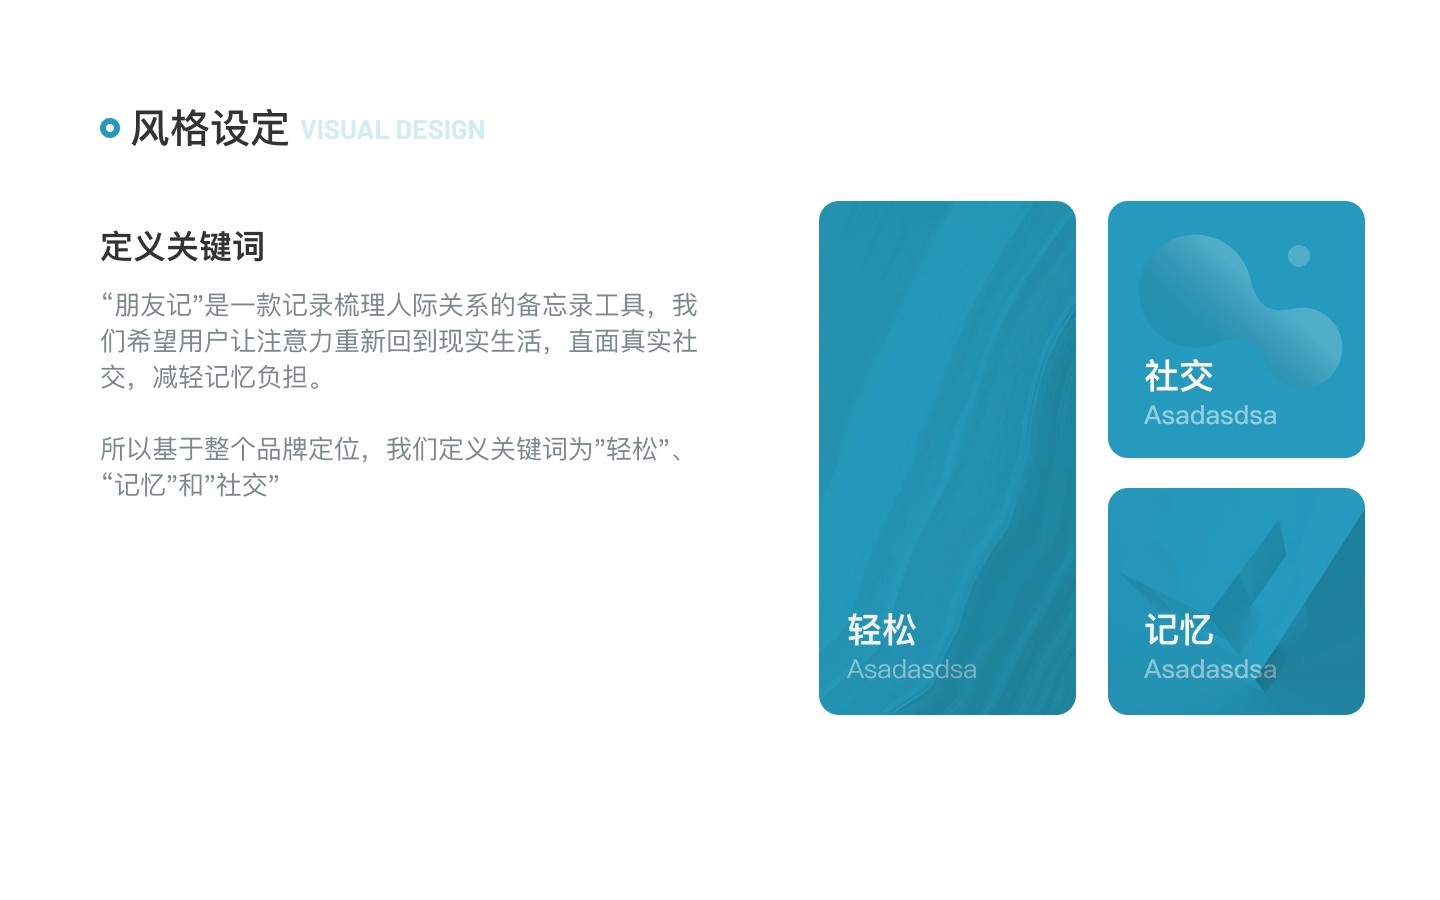 风格设定 VISUAL DESIGN
定义关键词
“朋友记”是一款记录梳理人际关系的备忘录工具，我
们希望用户让注意力重新回到现实生活，直面真实社
交，减轻记忆负担。
所以基于整个品牌定位，我们定义关键词为”轻松”、
“记忆”和”社交”
轻松
Asadasdsa
社交
Asadasdsa
记忆
Asadasdsa